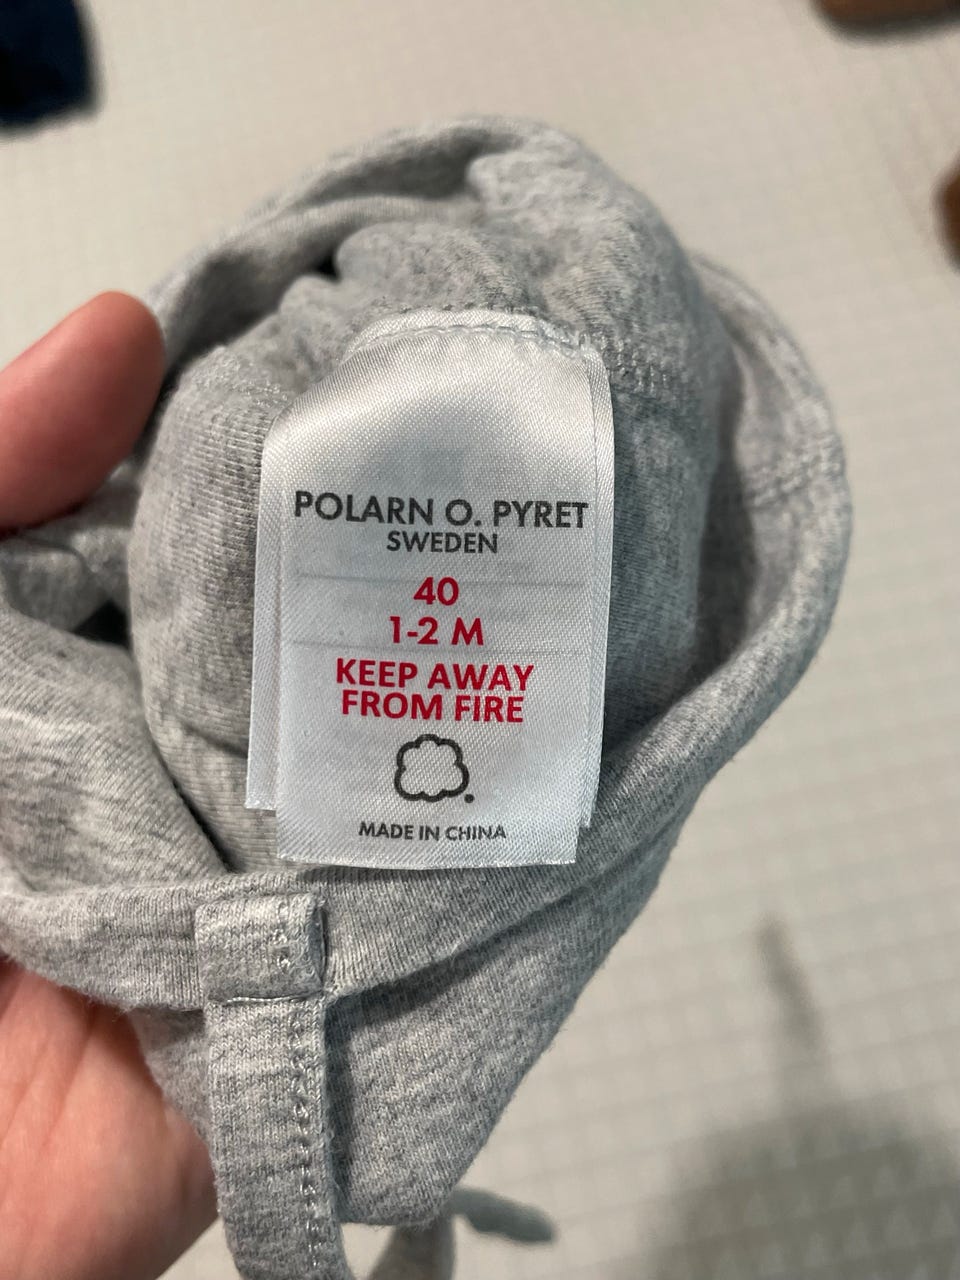 POLARN O. PYRET
SWEDEN
40
1-2 M
KEEP AWAY
FROM FIRE
MADE IN CHINA